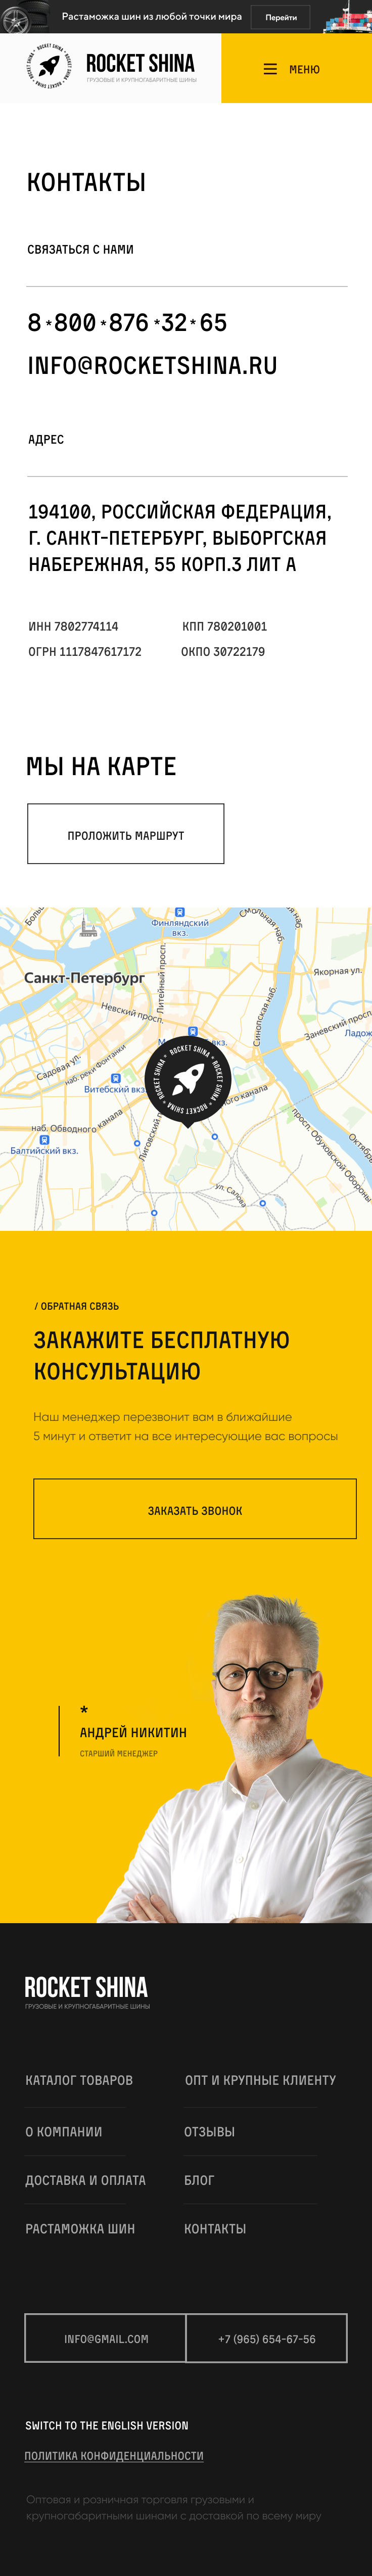 Растаможка шин из любой точки мира
Перейти
ROCKET SHINA
ГРУЗОВЫЕ И КРУПНОГАБАРИТНЫЕ ШИНЫ
МЕНЮ
КОНТАКТЫ
СВЯЗАТЬСЯ С НАМИ
8*800*876*32*65
INFO@ROCKETSHINA.RU
АДРЕС
194100, РОССИЙСКАЯ ФЕДЕРАЦИЯ,
Г. САНКТ-ПЕТЕРБУРГ, ВЫБОРГСКАЯ
НАБЕРЕЖНАЯ, 55 КОРП.3 ЛИТ А
ИНН 7802774114
КПП 780201001
ОГРН 1117847617172
ОКПО 30722179
МЫ НА КАРТЕ
ПРОЛОЖИТЬ МАРШРУТ
Финляндский
вкз.
Литейный просп.
Якорная ул.
Санкт-Петербург
Синопская наб.
Невский просп.
Заневский просп
Ладож
Садовая ул.
наб. реки Фонтанки
Витебский вкз.
ROCKET SHINA • ROCKET SHINA • ROCKET SHINA •
наб. Обводного канала
Балтийский вкз.
Лиговский
просп. Обуховской Обороны
Октябрь
ул. Салова
/ ОБРАТНАЯ СВЯЗЬ
ЗАКАЖИТЕ БЕСПЛАТНУЮ
КОНСУЛЬТАЦИЮ
Наш менеджер перезвонит вам в ближайшие
5 минут и ответит на все интересующие вас вопросы
ЗАКАЗАТЬ ЗВОНОК
*
АНДРЕЙ НИКИТИН
СТАРШИЙ МЕНЕДЖЕР
ROCKET SHINA
ГРУЗОВЫЕ И КРУПНОГАБАРИТНЫЕ ШИНЫ
КАТАЛОГ ТОВАРОВ
ОПТ И КРУПНЫЕ КЛИЕНТУ
О КОМПАНИИ
ОТЗЫВЫ
ДОСТАВКА И ОПЛАТА
БЛОГ
РАСТАМОЖКА ШИН
КОНТАКТЫ
INFO@GMAIL.COM
+7 (965) 654-67-56
SWITCH TO THE ENGLISH VERSION
ПОЛИТИКА КОНФИДЕНЦИАЛЬНОСТИ
Оптовая и розничная торговля грузовыми и
крупногабаритными шинами с доставкой по всему миру